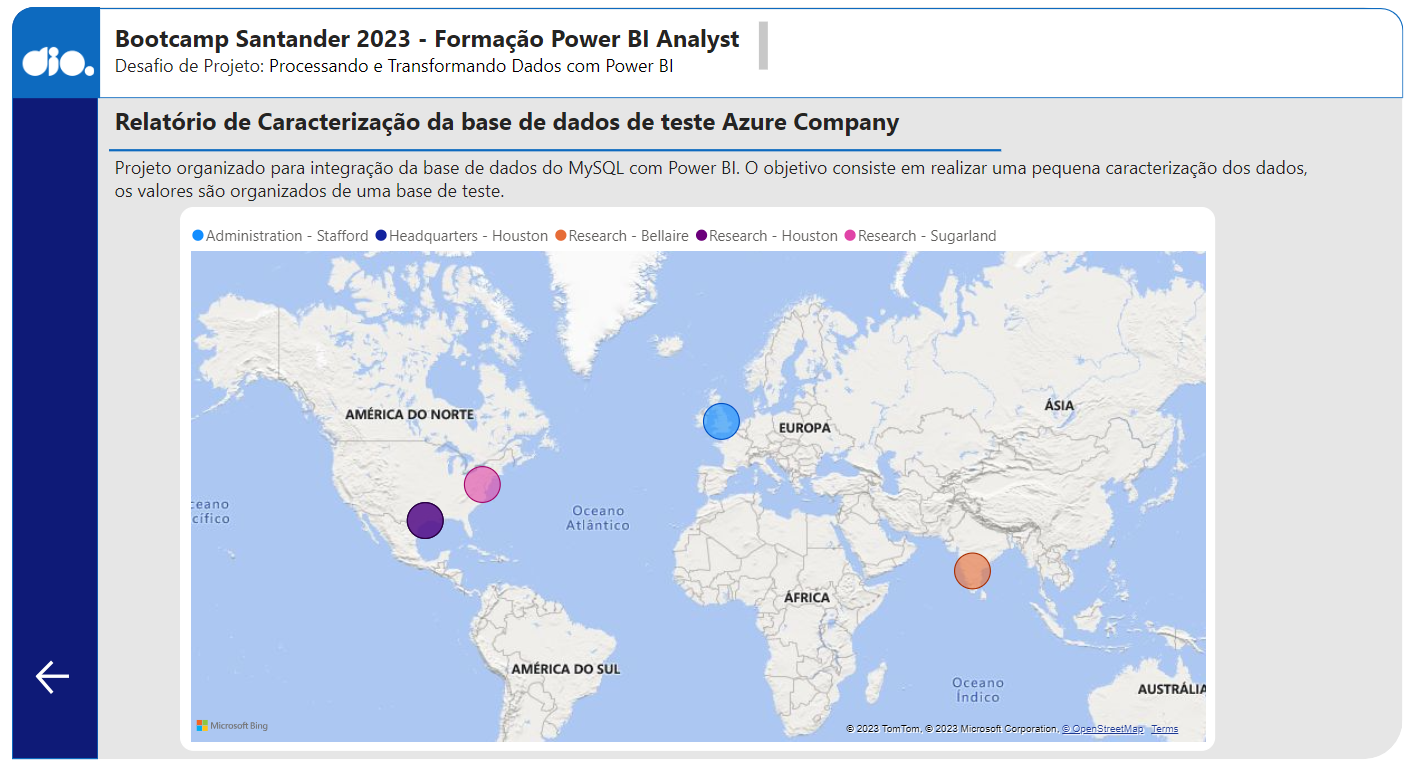 dio.
Bootcamp Santander 2023 - Formação Power BI Analyst
Desafio de Projeto: Processando e Transformando Dados com Power BI
Relatório de Caracterização da base de dados de teste Azure Company
Projeto organizado para integração da base de dados do MySQL com Power BI. O objetivo consiste em realizar uma pequena caracterização dos dados,
os valores são organizados de uma base de teste.
Administration - Stafford Headquarters - Houston Research - Bellaire Research - Houston Research - Sugarland
AMÉRICA DO NORTE
EUROPA
ÁSIA
ceano
cífico
Oceano
Atlântico
ÁFRICA
AMÉRICA DO SUL
Oceano
Índico
AUSTRÁLIA
Microsoft Bing
© 2023 TomTom, © 2023 Microsoft Corporation, © OpenStreetMap Terms